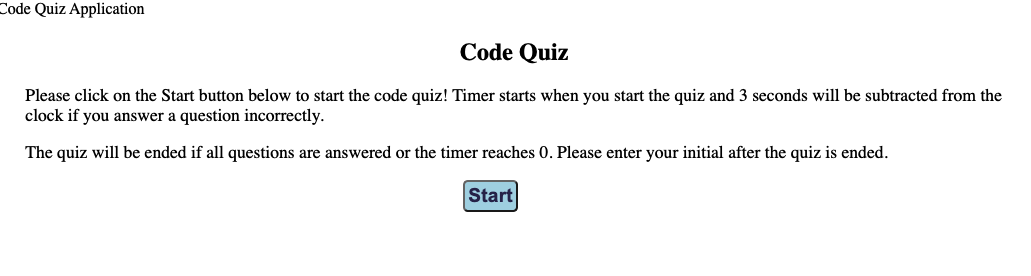 Code Quiz Application
Code Quiz
Please click on the Start button below to start the code quiz! Timer starts when you start the quiz and 3 seconds will be subtracted from the
clock if you answer a question incorrectly.
The quiz will be ended if all questions are answered or the timer reaches 0. Please enter your initial after the quiz is ended.
Start